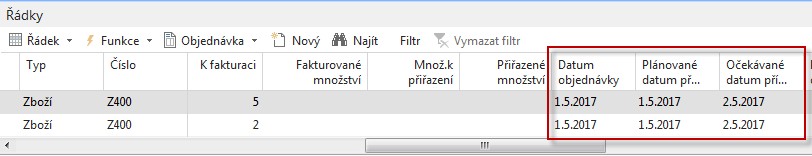 Řádky
Řádek Funkce Objednávka Nový Najít Filtr Vymazat filtr
Typ Číslo K fakturaci Fakturované množství Množ.k přiřazení Přiřazené množství Datum objednávky Plánované datum př... Očekávané datum pří...
Zboží Z400 5 1.5.2017 1.5.2017 2.5.2017
Zboží Z400 2 1.5.2017 1.5.2017 2.5.2017